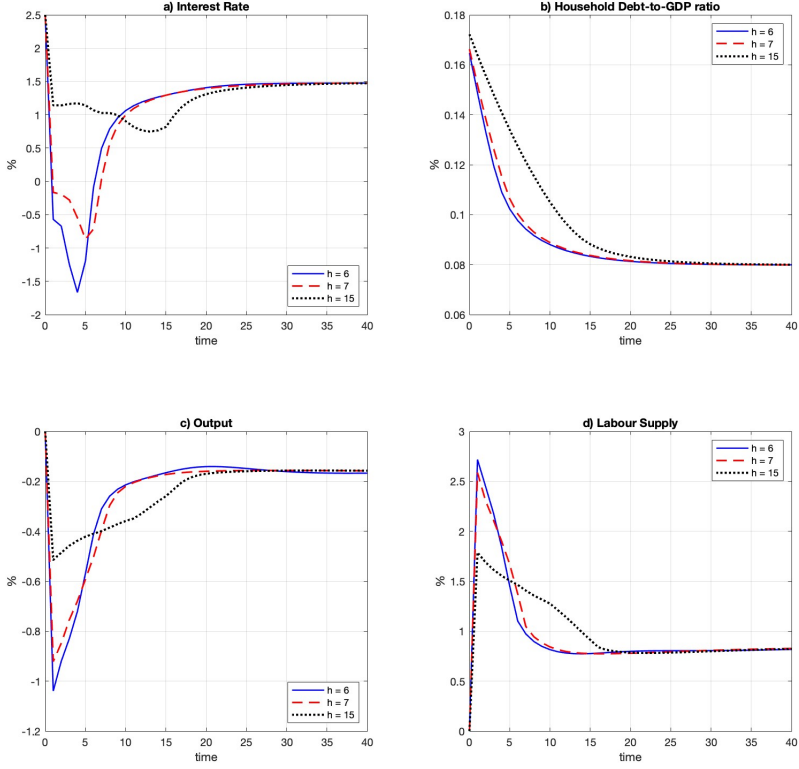 a) Interest Rate
2.5
2
1.5
1
0.5
0
-0.5
-1
-1.5
-2
%
0 5 10 15 20 25 30 35 40
time
h = 6
h = 7
h = 15
b) Household Debt-to-GDP ratio
0.18
0.16
0.14
0.12
0.1
0.08
0.06
%
0 5 10 15 20 25 30 35 40
time
h = 6
h = 7
h = 15
c) Output
0
-0.2
-0.4
-0.6
-0.8
-1
-1.2
%
0 5 10 15 20 25 30 35 40
time
h = 6
h = 7
h = 15
d) Labour Supply
3
2.5
2
1.5
1
0.5
0
%
0 5 10 15 20 25 30 35 40
time
h = 6
h = 7
h = 15